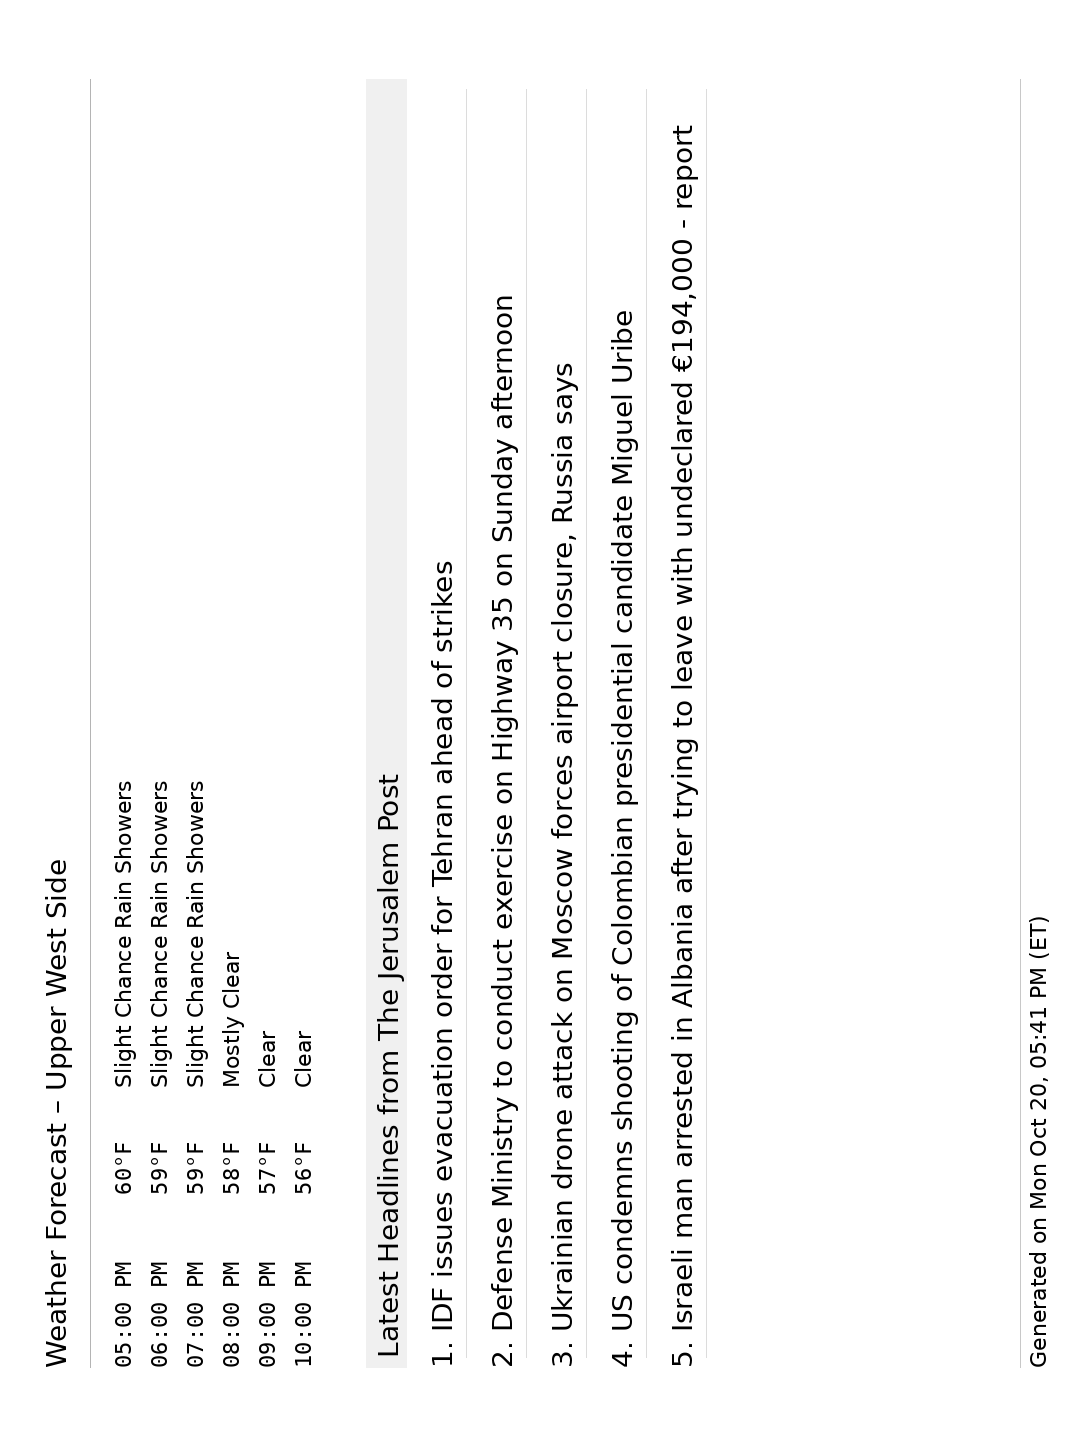 Weather Forecast – Upper West Side
05:00 PM 60°F Slight Chance Rain Showers
06:00 PM 59°F Slight Chance Rain Showers
07:00 PM 59°F Slight Chance Rain Showers
08:00 PM 58°F Mostly Clear
09:00 PM 57°F Clear
10:00 PM 56°F Clear
Latest Headlines from The Jerusalem Post
1. IDF issues evacuation order for Tehran ahead of strikes
2. Defense Ministry to conduct exercise on Highway 35 on Sunday afternoon
3. Ukrainian drone attack on Moscow forces airport closure, Russia says
4. US condemns shooting of Colombian presidential candidate Miguel Uribe
5. Israeli man arrested in Albania after trying to leave with undeclared €194,000 - report
Generated on Mon Oct 20, 05:41 PM (ET)